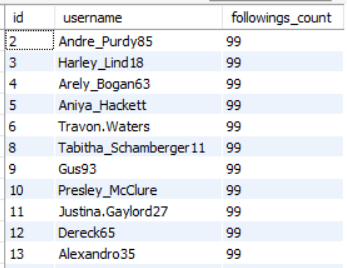 id username followings_count
2 Andre_Purdy85 99
3 Harley_Lind18 99
4 Arely_Bogan63 99
5 Aniya_Hackett 99
6 Travon.Waters 99
8 Tabitha_Schamberger11 99
9 Gus93 99
10 Presley_McClure 99
11 Justina.Gaylord27 99
12 Dereck65 99
13 Alexandro35 99